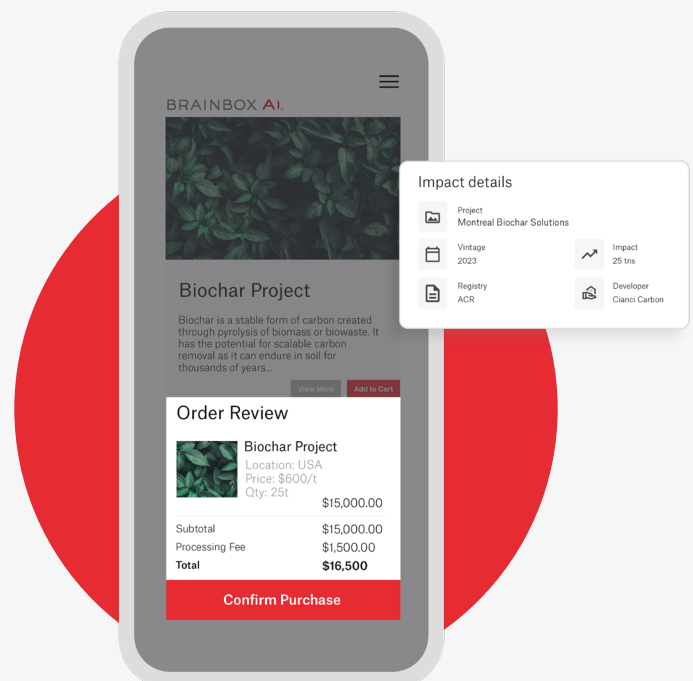 BRAINBOX AI.
Impact details
Project
Montreal Biochar Solutions
Vintage
2023
Impact
25 tns
Registry
ACR
Developer
Cianci Carbon
Biochar Project
Biochar is a stable form of carbon created
through pyrolysis of biomass or biowaste. It
has the potential for scalable carbon
removal as it can endure in soil for
thousands of years...
View More Add to Cart
Order Review
Biochar Project
Location: USA
Price: $600/t
Qty: 25t
$15,000.00
Subtotal $15,000.00
Processing Fee $1,500.00
Total $16,500
Confirm Purchase